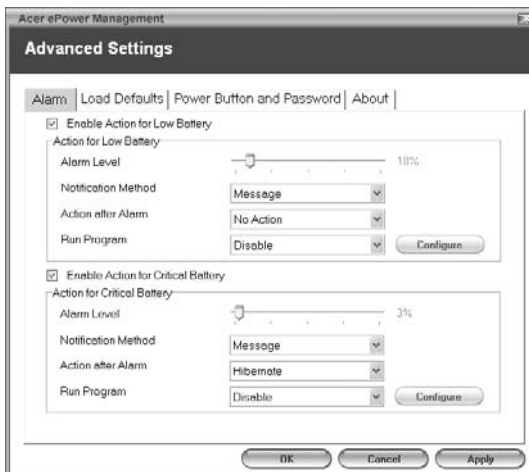 Acer ePower Management
Advanced Settings
Alarm Load Defaults Power Button and Password About
Enable Action for Low Battery
Action for Low Battery
Alarm Level 10%
Notification Method Message
Action after Alarm No Action
Run Program Disable Configure
Enable Action for Critical Battery
Action for Critical Battery
Alarm Level 3%
Notification Method Message
Action after Alarm Hibernate
Run Program Disable Configure
OK Cancel Apply